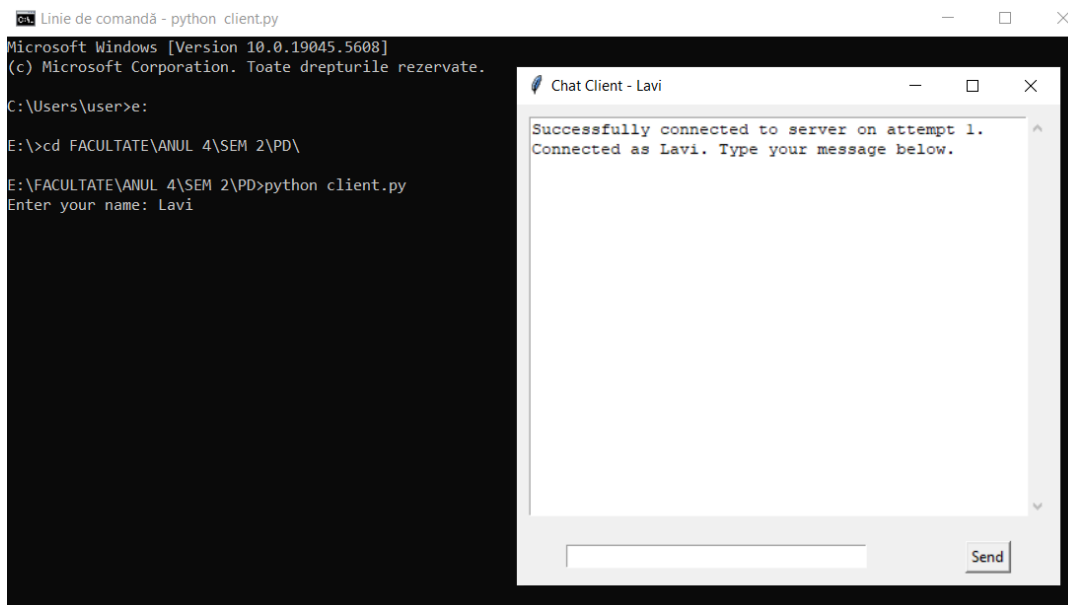 Linie de comandă - python  client.py
Microsoft Windows [Version 10.0.19045.5608]
(c) Microsoft Corporation. Toate drepturile rezervate.
C:\Users\user>e:
E:\>cd FACULTATE\ANUL 4\SEM 2\PD\
E:\FACULTATE\ANUL 4\SEM 2\PD>python client.py
Enter your name: Lavi
Chat Client - Lavi
Successfully connected to server on attempt 1.
Connected as Lavi. Type your message below.
Send